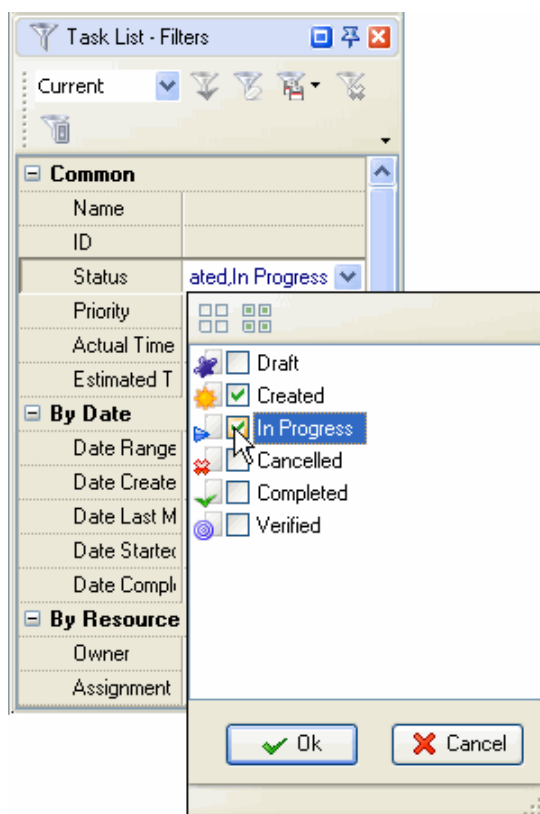 Task List - Filters
Current
Common
Name
ID
Status ated,In Progress
Priority
Actual Time
Estimated T
By Date
Date Range
Date Create
Date Last M
Date Started
Date Comple
By Resource
Owner
Assignment
Draft
Created
In Progress
Cancelled
Completed
Verified
Ok
Cancel